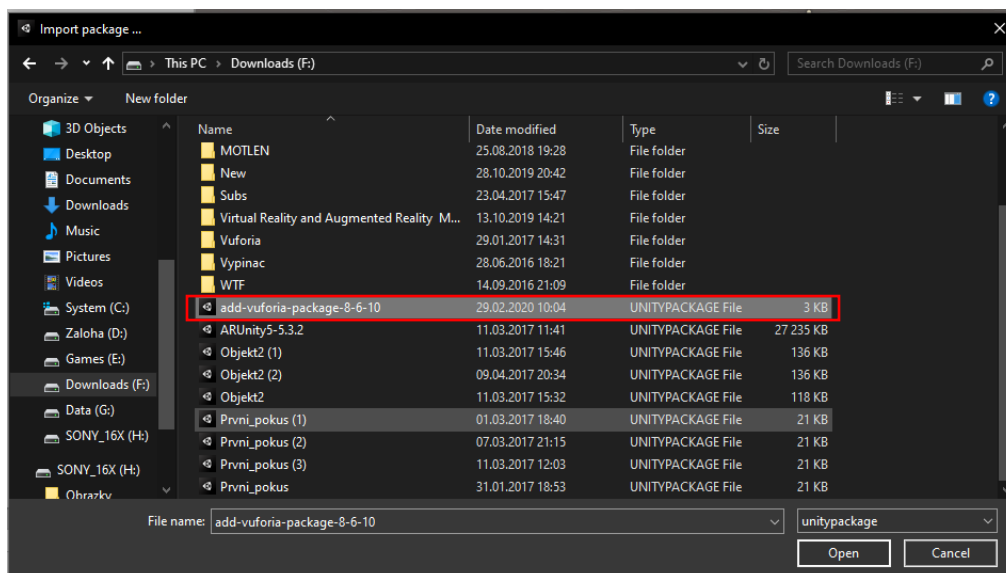 Import package ...
This PC > Downloads (F:)
Search Downloads (F:)
Organize
New folder
3D Objects
Desktop
Documents
Downloads
Music
Pictures
Videos
System (C:)
Zaloha (D:)
Games (E:)
Downloads (F:)
Data (G:)
SONY_16X (H:)
SONY_16X (H:)
Obrazky
Name Date modified Type Size
MOTLEN 25.08.2018 19:28 File folder
New 28.10.2019 20:42 File folder
Subs 23.04.2017 15:47 File folder
Virtual Reality and Augmented Reality M... 13.10.2019 14:21 File folder
Vuforia 29.01.2017 14:31 File folder
Vypinac 28.06.2016 18:21 File folder
WTF 14.09.2016 21:09 File folder
add-vuforia-package-8-6-10 29.02.2020 10:04 UNITYPACKAGE File 3 KB
ARUnity5-5.3.2 11.03.2017 11:41 UNITYPACKAGE File 27 235 KB
Objekt2 (1) 11.03.2017 15:46 UNITYPACKAGE File 136 KB
Objekt2 (2) 09.04.2017 20:34 UNITYPACKAGE File 136 KB
Objekt2 11.03.2017 15:32 UNITYPACKAGE File 118 KB
Prvni_pokus (1) 01.03.2017 18:40 UNITYPACKAGE File 21 KB
Prvni_pokus (2) 07.03.2017 21:15 UNITYPACKAGE File 21 KB
Prvni_pokus (3) 11.03.2017 12:03 UNITYPACKAGE File 21 KB
Prvni_pokus 31.01.2017 18:53 UNITYPACKAGE File 21 KB
File name: add-vuforia-package-8-6-10
unitypackage
Open
Cancel